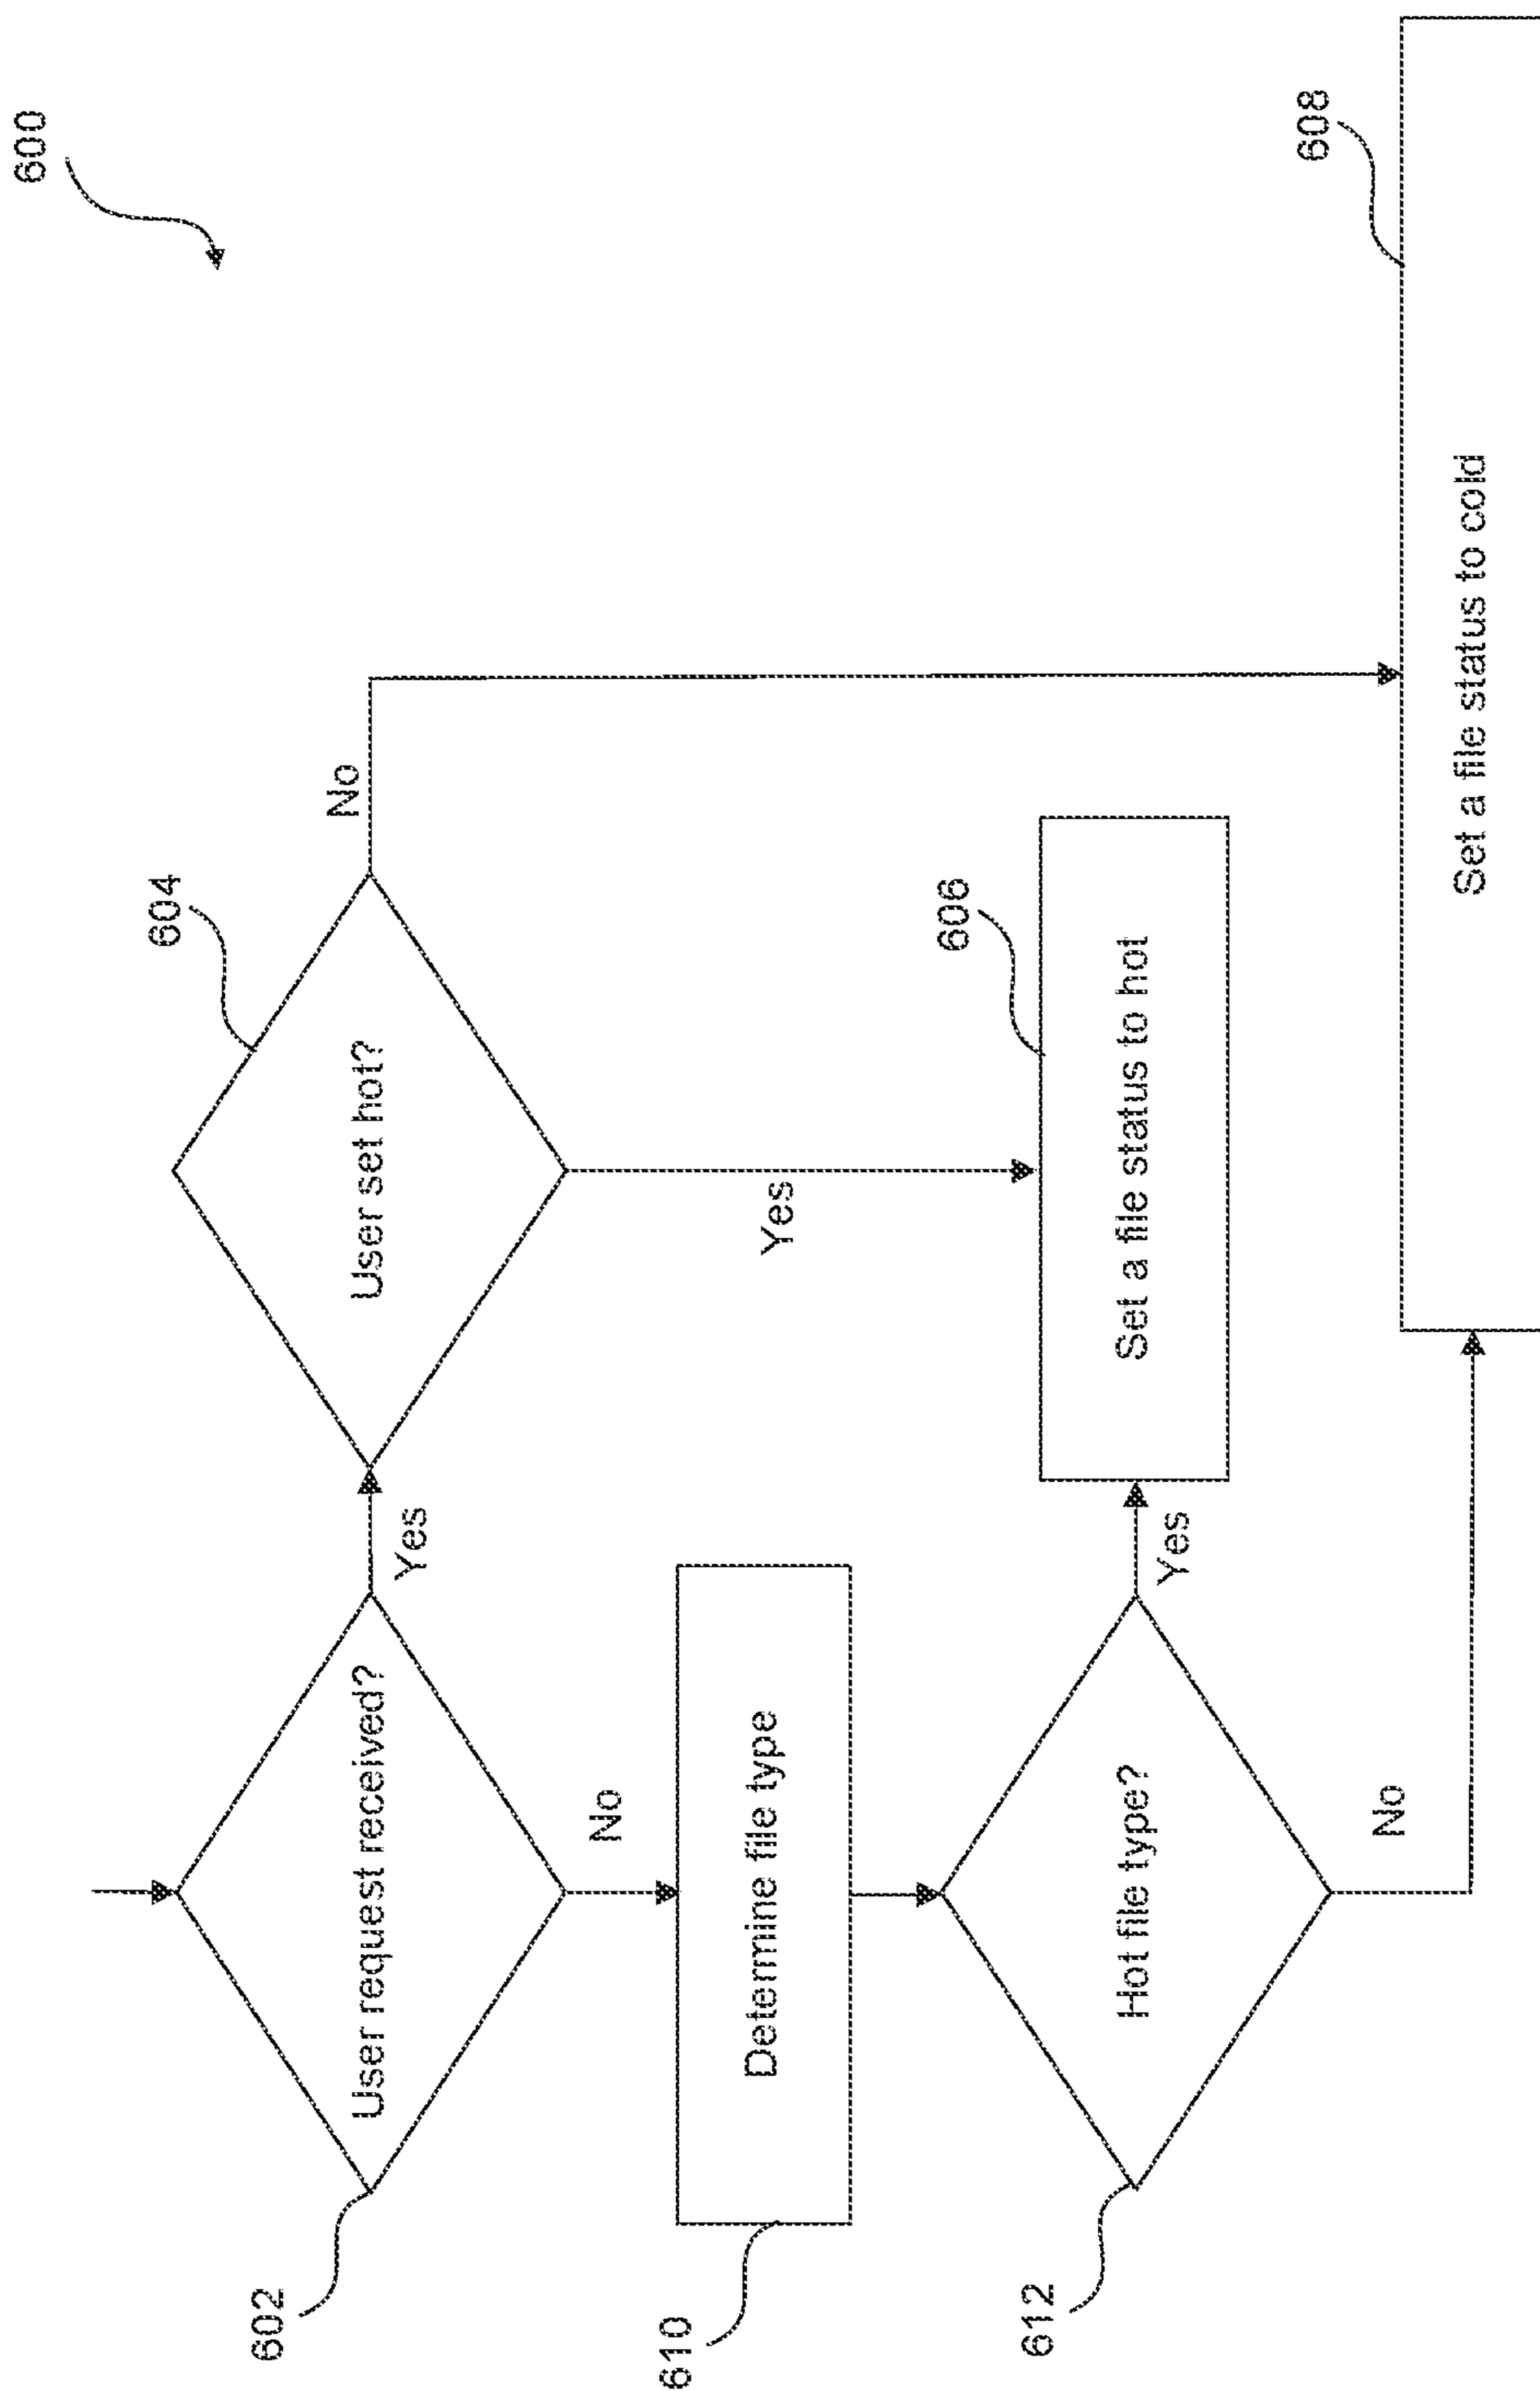 600
602
User request received?
Yes
604
User set hot?
No
No
610
Determine file type
Yes
612
Hot file type?
Yes
606
Set a file status to hot
No
608
Set a file status to cold